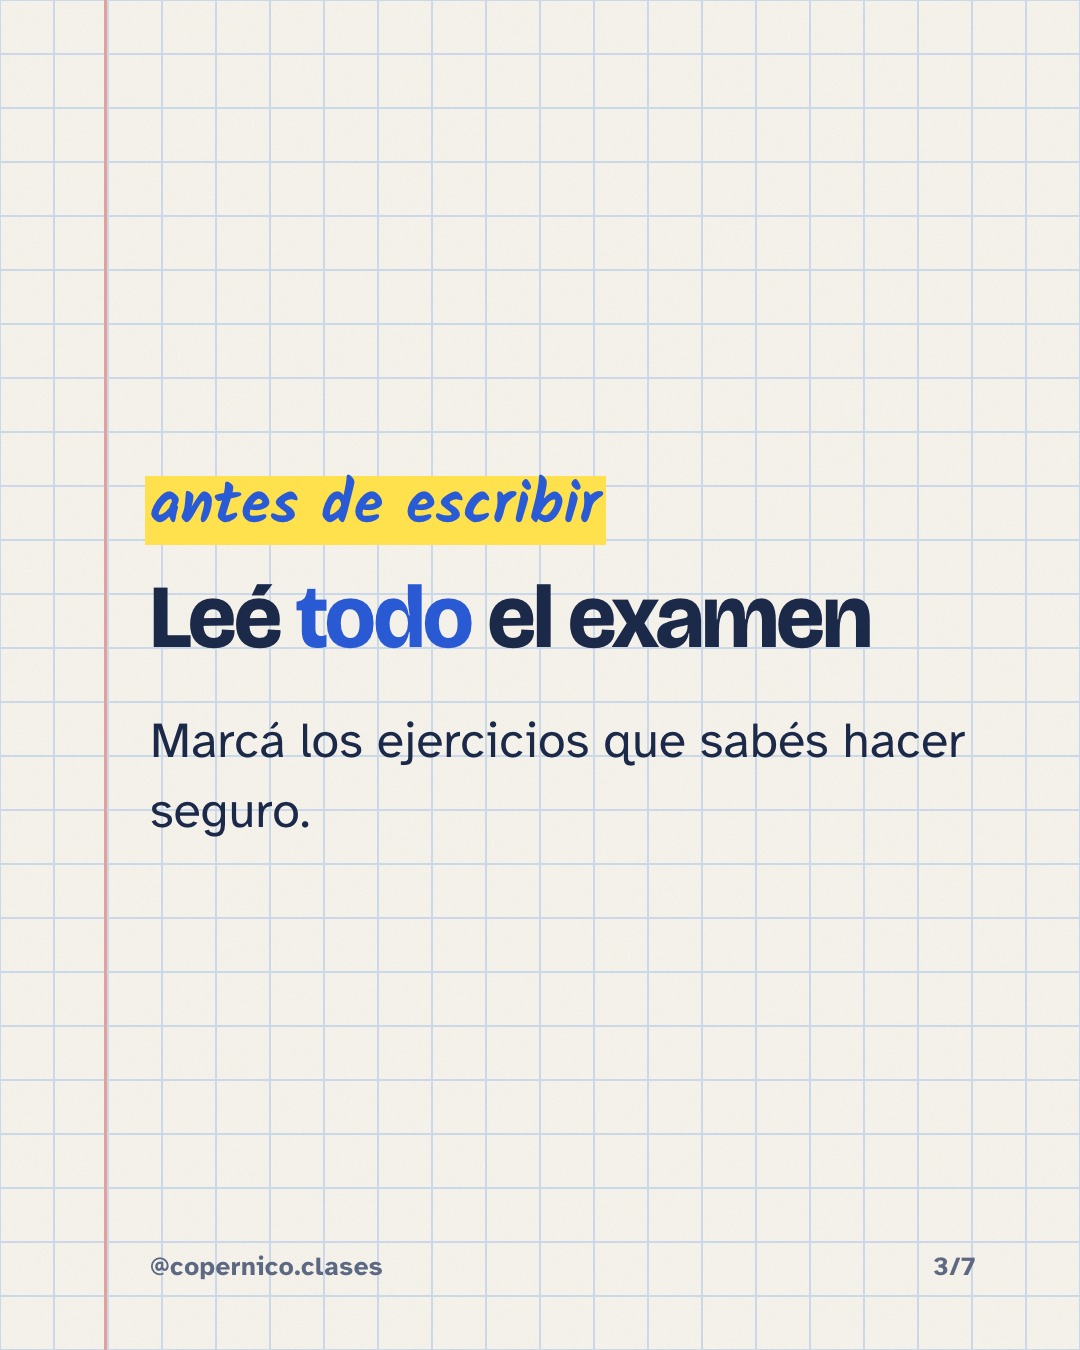 antes de escribir
Leé todo el examen
Marcá los ejercicios que sabés hacer
seguro.
@copernico.clases
3/7